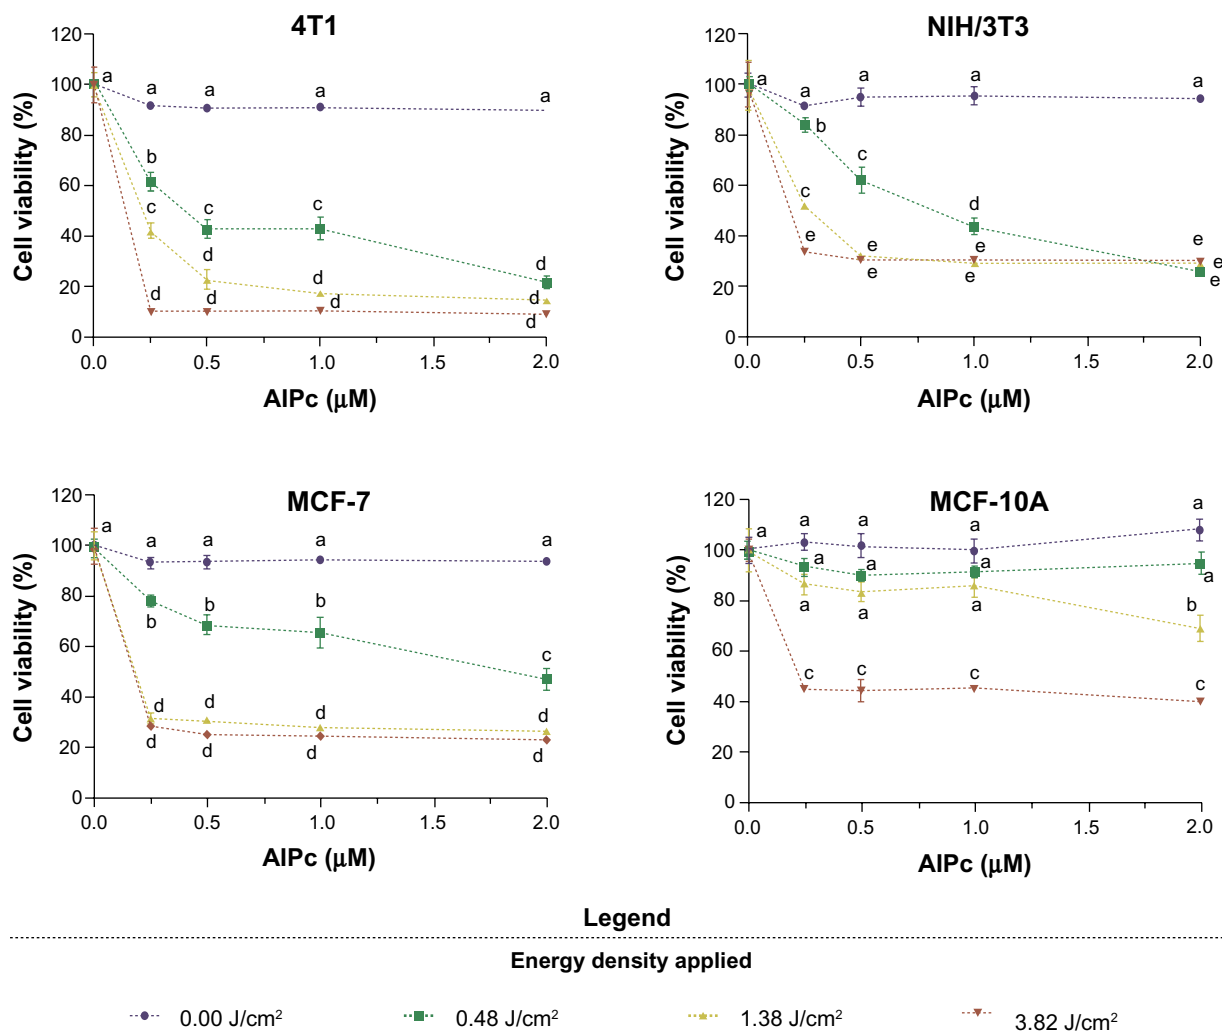 4T1
Cell viability (%)
120
100
80
60
40
20
0
a a a a a
b c c d
c d d d
d d d d
0.0 0.5 1.0 1.5 2.0
AlPc (μM)
NIH/3T3
Cell viability (%)
120
100
80
60
40
20
0
a a a a a
b c d e
c e e e
e e e e
0.0 0.5 1.0 1.5 2.0
AlPc (μM)
MCF-7
Cell viability (%)
120
100
80
60
40
20
0
a a a a a
b b b c
d d d d
d d d d
0.0 0.5 1.0 1.5 2.0
AlPc (μM)
MCF-10A
Cell viability (%)
120
100
80
60
40
20
0
a a a a a
a a a a
a a a b
c c c c
0.0 0.5 1.0 1.5 2.0
AlPc (μM)
Legend
Energy density applied
0.00 J/cm² 0.48 J/cm² 1.38 J/cm² 3.82 J/cm²